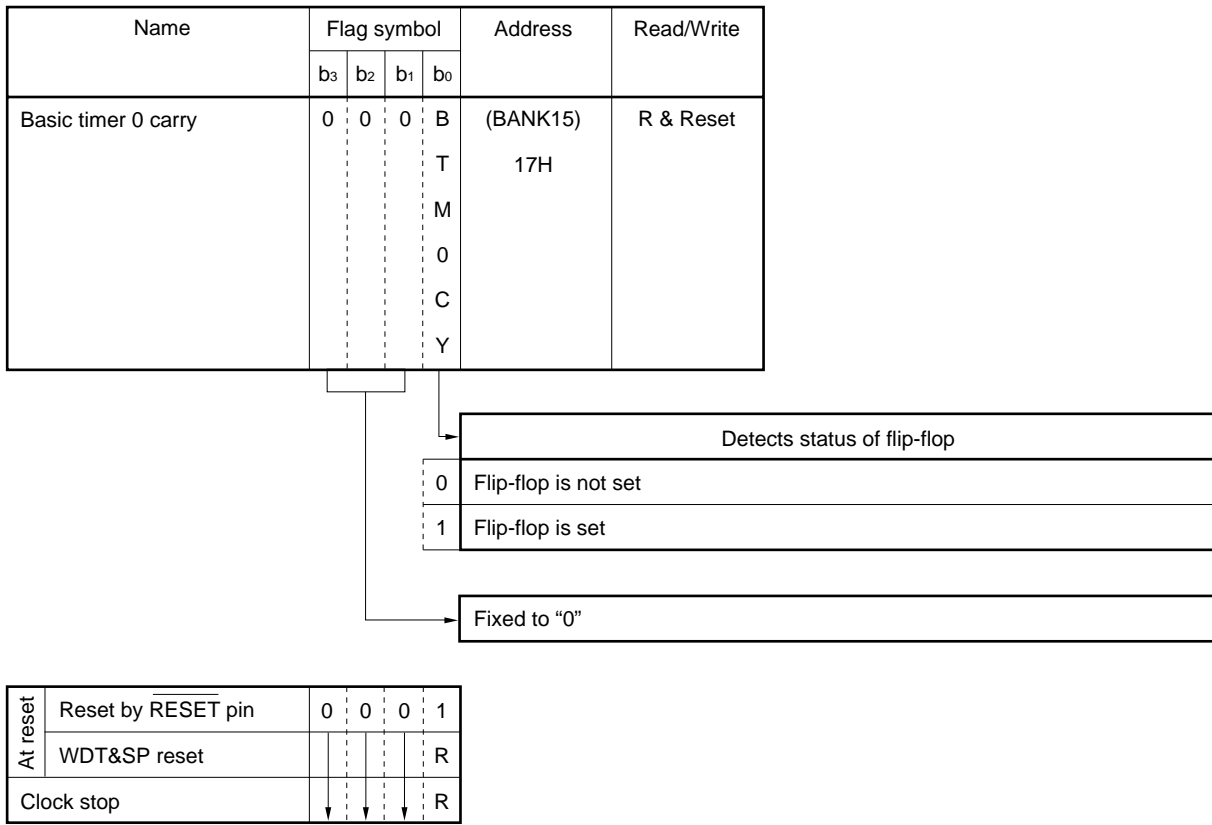 Name Flag symbol Address Read/Write
b3 b2 b1 b0
Basic timer 0 carry 0 0 0 B (BANK15) R & Reset
T 17H
M
0
C
Y
Detects status of flip-flop
0 Flip-flop is not set
1 Flip-flop is set
Fixed to “0”
At reset
Reset by RESET pin 0 0 0 1
WDT&SP reset R
Clock stop R